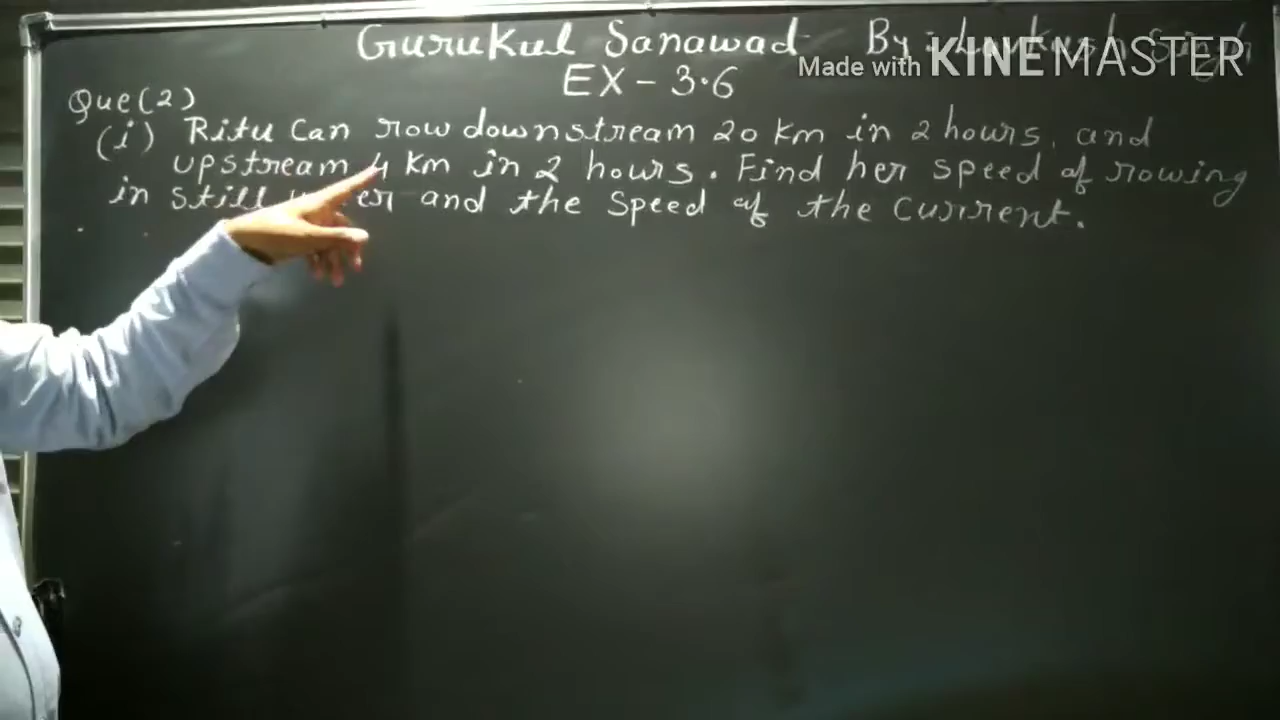 Gurukul Sanawad By:- Lavkush Singh
Made with KINEMASTER
EX - 3.6
Que(2)
(i) Ritu Can row downstream 20 Km in 2 hours, and
upstream 4 Km in 2 hours. Find her speed of rowing
in still and the speed of the current.